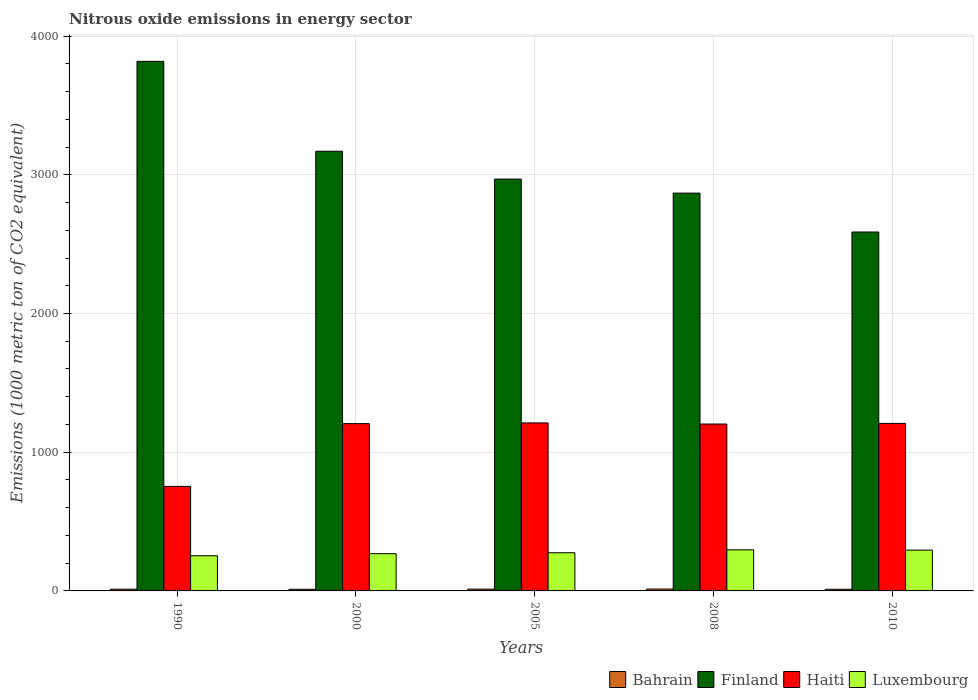 Nitrous oxide emissions in energy sector
Emissions (1000 metric ton of CO2 equivalent)
4000
3000
2000
1000
0
1990
2000
2005
2008
2010
Years
Bahrain
Finland
Haiti
Luxembourg